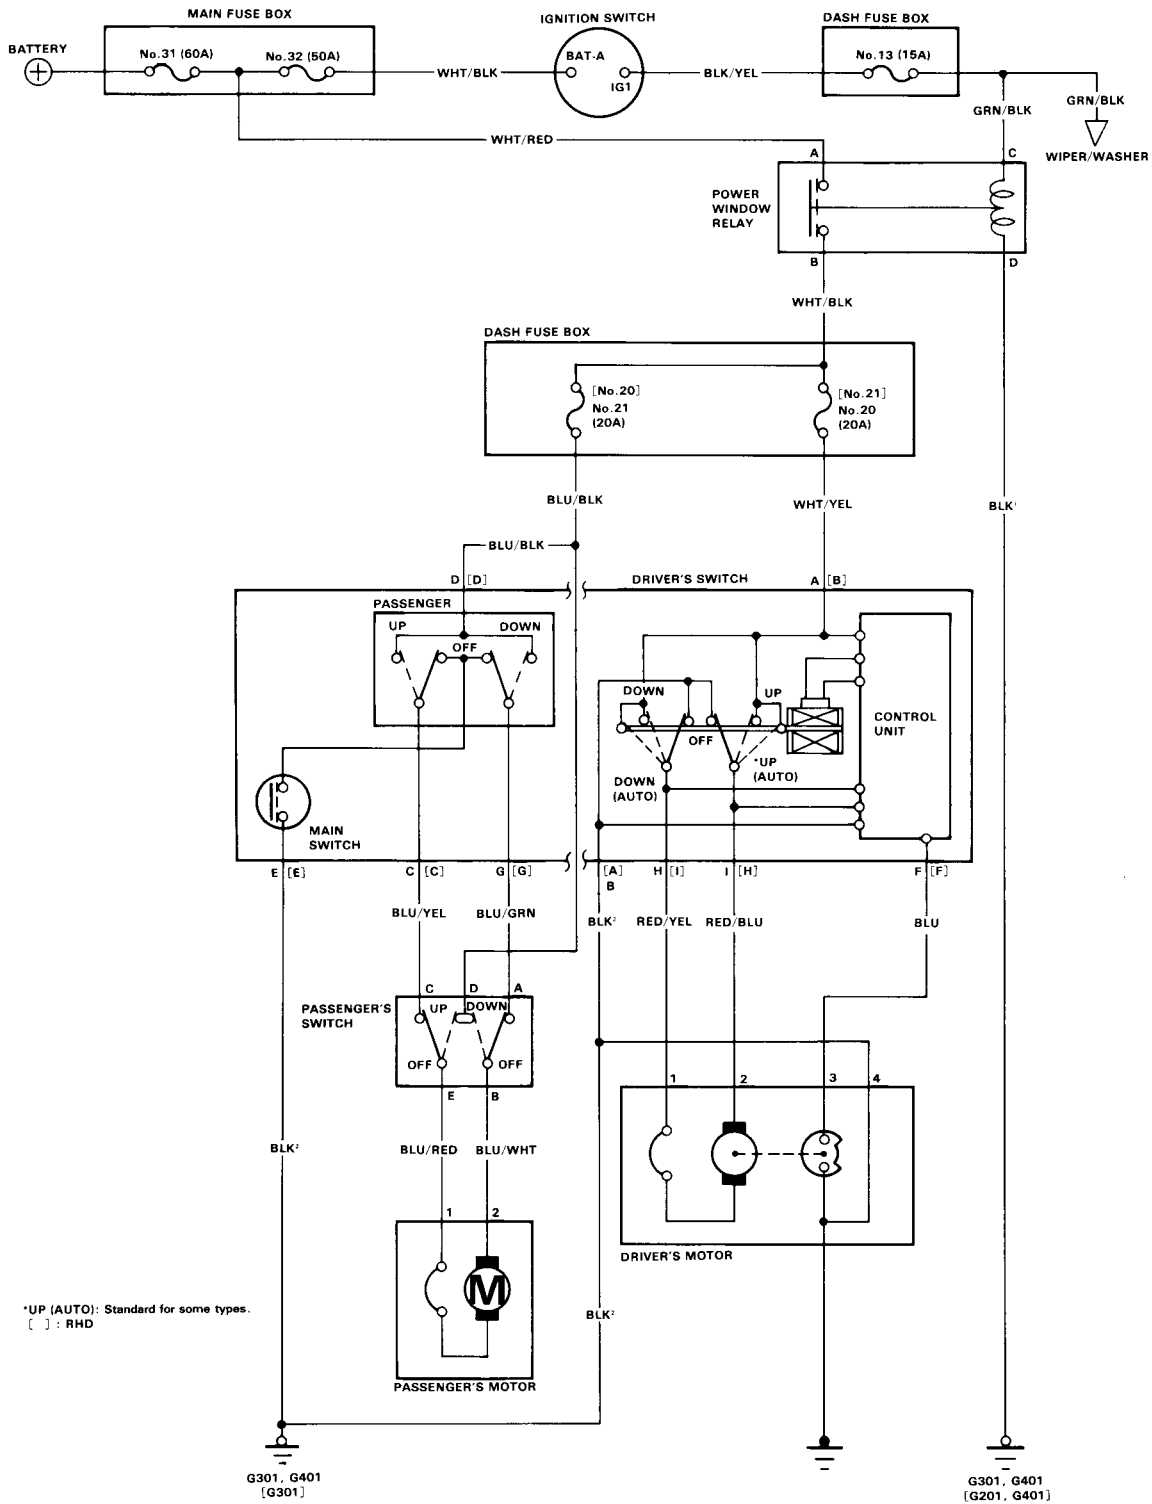 MAIN FUSE BOX
IGNITION SWITCH
DASH FUSE BOX
BATTERY
No.31 (60A)
No.32 (50A)
BAT-A
IG1
No.13 (15A)
WHT/BLK
BLK/YEL
GRN/BLK
GRN/BLK
WHT/RED
WIPER/WASHER
A
C
POWER
WINDOW
RELAY
B
D
WHT/BLK
DASH FUSE BOX
[No.20]
No.21
(20A)
[No.21]
No.20
(20A)
BLU/BLK
WHT/YEL
BLK¹
BLU/BLK
D [D]
DRIVER'S SWITCH
A [B]
PASSENGER
UP
DOWN
OFF
DOWN
UP
OFF
CONTROL
UNIT
*UP
(AUTO)
DOWN
(AUTO)
MAIN
SWITCH
E [E]
C [C]
G [G]
[A]
B
H [I]
I [H]
F [F]
BLU/YEL
BLU/GRN
BLK²
RED/YEL
RED/BLU
BLU
C
D
A
PASSENGER'S
SWITCH
UP
DOWN
OFF
OFF
E
B
1
2
3
4
BLK²
BLU/RED
BLU/WHT
1
2
M
DRIVER'S MOTOR
*UP (AUTO): Standard for some types.
[ ] : RHD
BLK²
PASSENGER'S MOTOR
G301, G401
[G301]
G301, G401
[G201, G401]